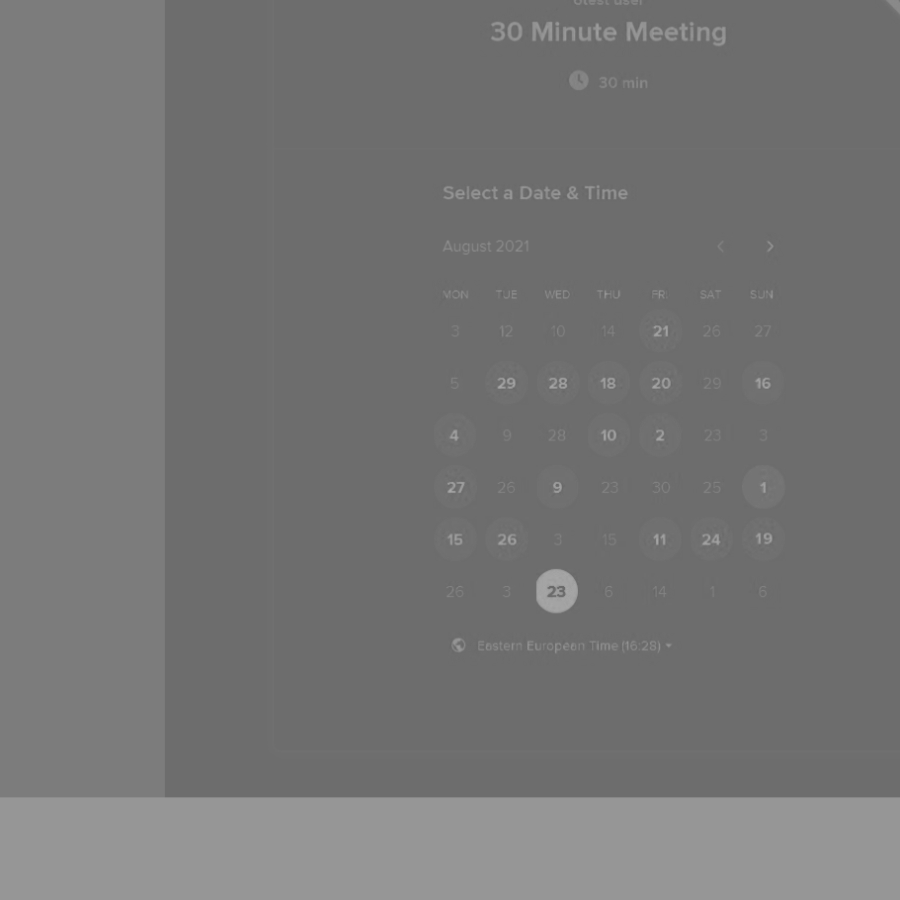 30 Minute Meeting
30 min
Select a Date & Time
August 2021
MON TUE WED THU FRI SAT SUN
3 12 10 14 21 26 27
5 29 28 18 20 29 16
4 9 28 10 2 23 3
27 26 9 23 30 25 1
15 26 3 15 11 24 19
26 3 23 6 14 1 6
Eastern European Time (16:28)